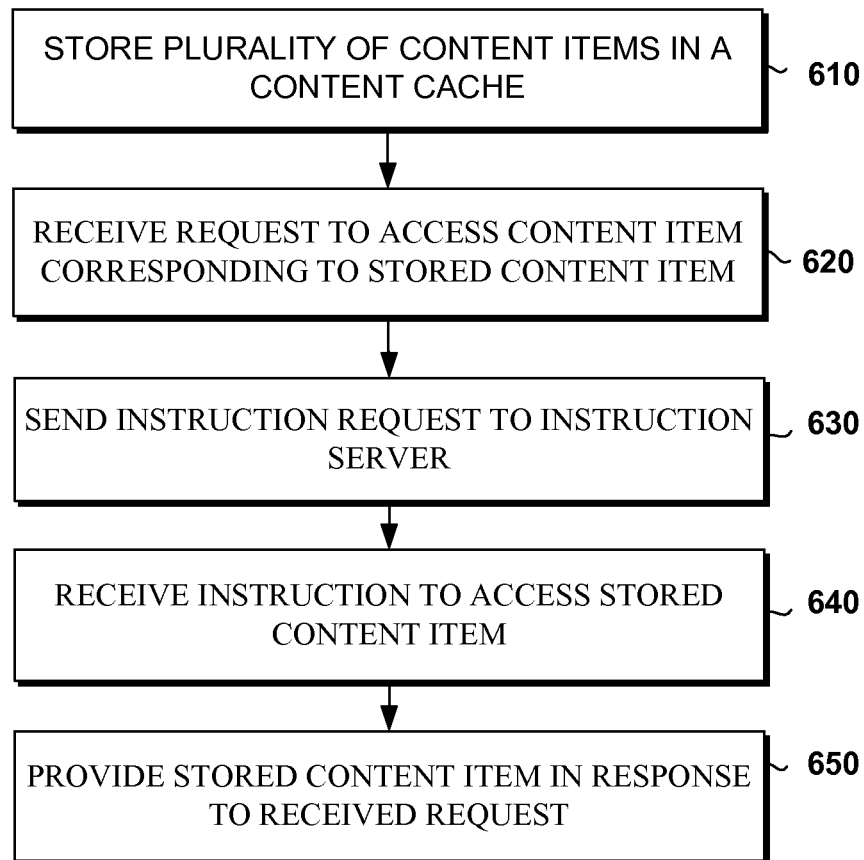 STORE PLURALITY OF CONTENT ITEMS IN A
CONTENT CACHE
610
RECEIVE REQUEST TO ACCESS CONTENT ITEM
CORRESPONDING TO STORED CONTENT ITEM
620
SEND INSTRUCTION REQUEST TO INSTRUCTION
SERVER
630
RECEIVE INSTRUCTION TO ACCESS STORED
CONTENT ITEM
640
PROVIDE STORED CONTENT ITEM IN RESPONSE
TO RECEIVED REQUEST
650